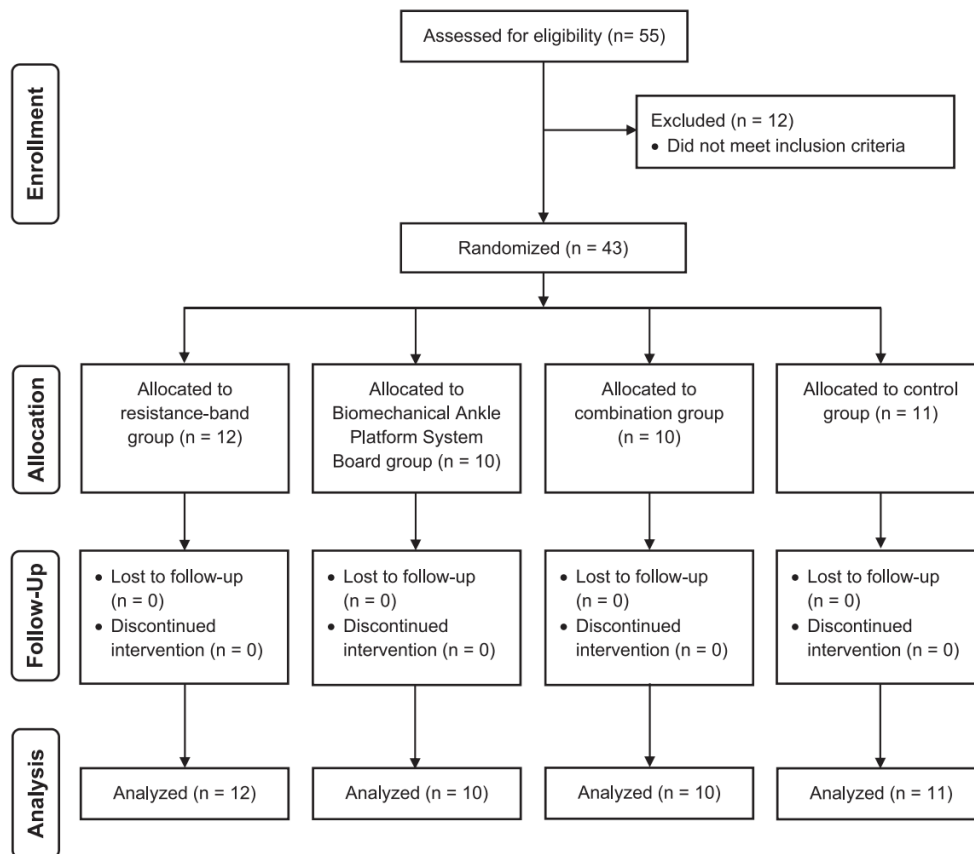 Assessed for eligibility (n= 55)
Enrollment
Excluded (n = 12)
• Did not meet inclusion criteria
Randomized (n = 43)
Allocation
Allocated to
resistance-band
group (n = 12)
Allocated to
Biomechanical Ankle
Platform System
Board group (n = 10)
Allocated to
combination group
(n = 10)
Allocated to control
group (n = 11)
Follow-Up
• Lost to follow-up
(n = 0)
• Discontinued
intervention (n = 0)
• Lost to follow-up
(n = 0)
• Discontinued
intervention (n = 0)
• Lost to follow-up
(n = 0)
• Discontinued
intervention (n = 0)
• Lost to follow-up
(n = 0)
• Discontinued
intervention (n = 0)
Analysis
Analyzed (n = 12)
Analyzed (n = 10)
Analyzed (n = 10)
Analyzed (n = 11)